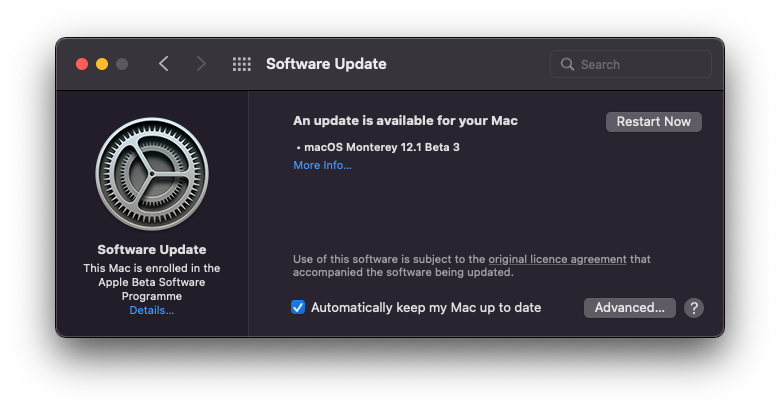 Software Update
Search
An update is available for your Mac
Restart Now
• macOS Monterey 12.1 Beta 3
More Info...
Software Update
This Mac is enrolled in the
Apple Beta Software
Programme
Details...
Use of this software is subject to the original licence agreement that
accompanied the software being updated.
Automatically keep my Mac up to date
Advanced...
?